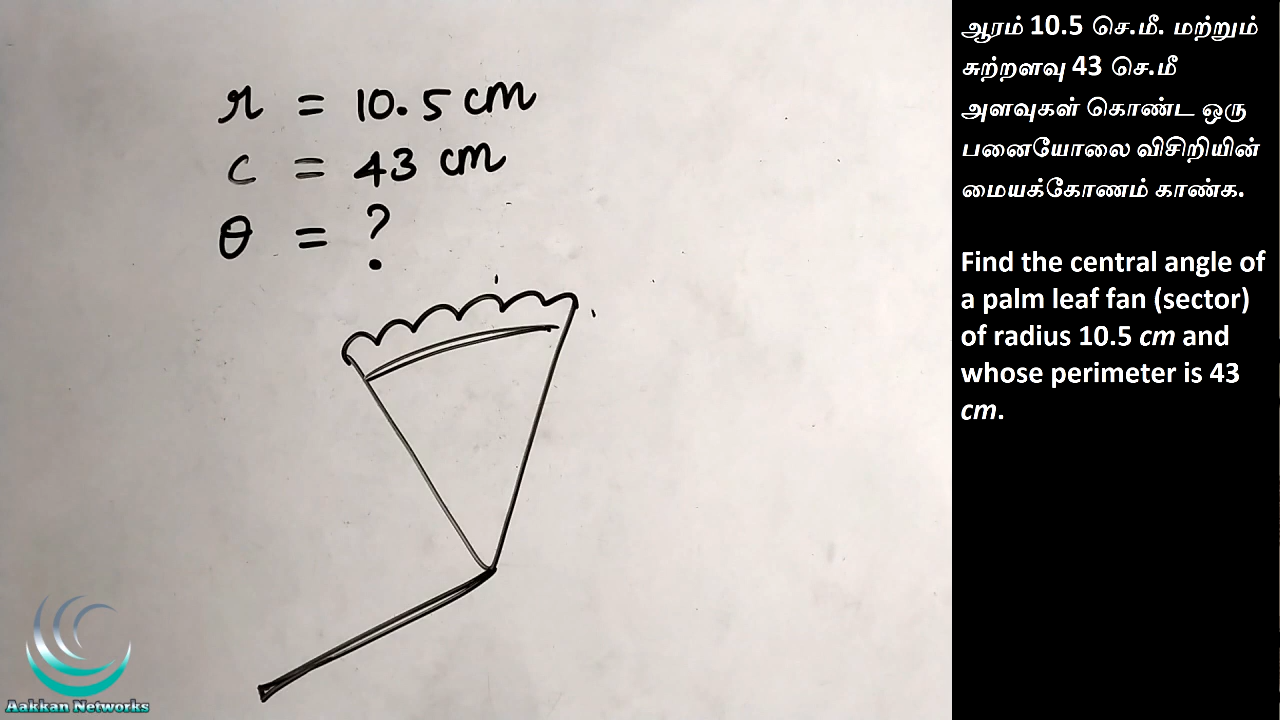 r = 10.5 cm
c = 43 cm
θ = ?
ஆரம் 10.5 செ.மீ. மற்றும்
சுற்றளவு 43 செ.மீ
அளவுகள் கொண்ட ஒரு
பனையோலை விசிறியின்
மையக்கோணம் காண்க.
Find the central angle of
a palm leaf fan (sector)
of radius 10.5 cm and
whose perimeter is 43
cm.
Aakkan Networks